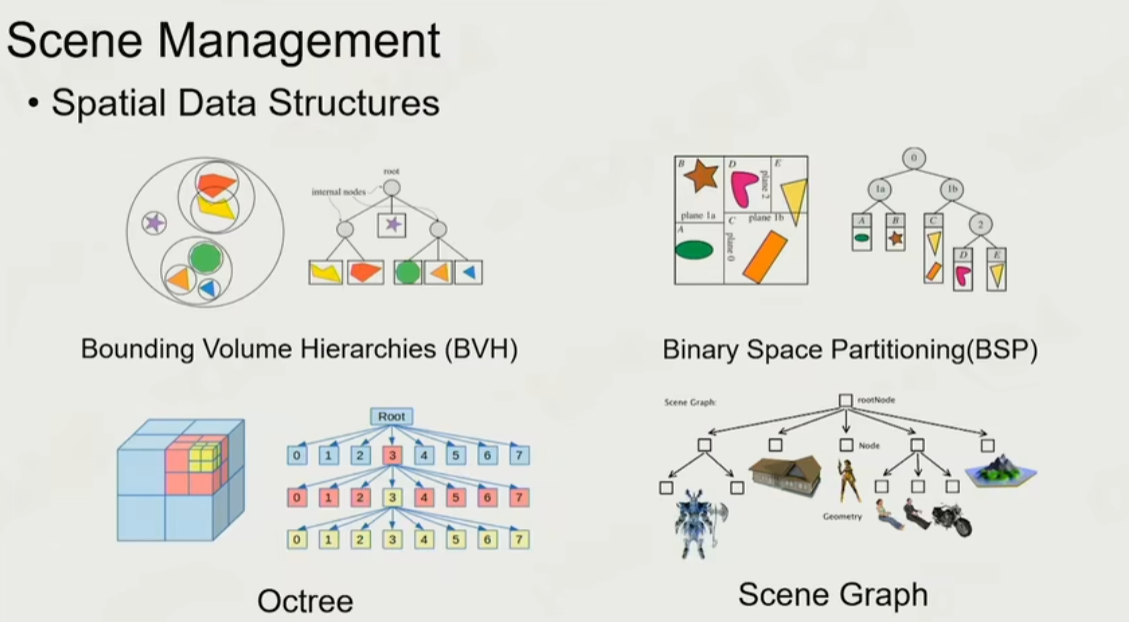 Scene Management
• Spatial Data Structures
root
internal nodes
Bounding Volume Hierarchies (BVH)
B
D
E
plane 2
plane 1a
C
plane 1b
A
plane 0
0
1a
1b
A
B
C
2
D
E
Binary Space Partitioning(BSP)
Root
0 1 2 3 4 5 6 7
0 1 2 3 4 5 6 7
0 1 2 3 4 5 6 7
Octree
Scene Graph:
rootNode
Node
Geometry
Scene Graph